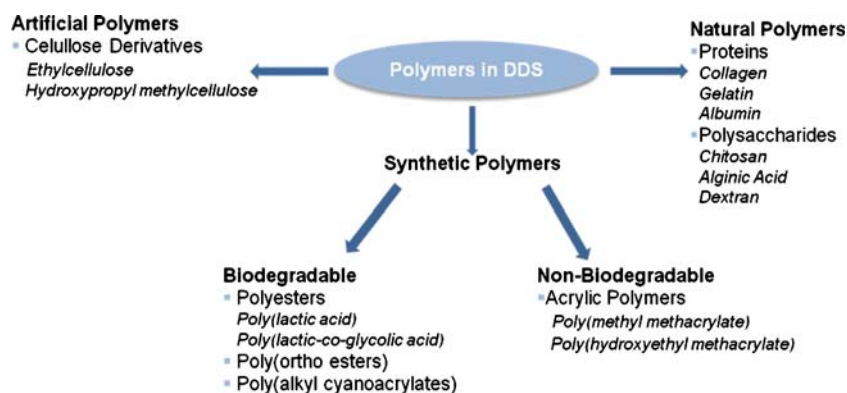 Artificial Polymers
Celullose Derivatives
Ethylcellulose
Hydroxypropyl methylcellulose
Polymers in DDS
Natural Polymers
Proteins
Collagen
Gelatin
Albumin
Polysaccharides
Chitosan
Alginic Acid
Dextran
Synthetic Polymers
Biodegradable
Polyesters
Poly(lactic acid)
Poly(lactic-co-glycolic acid)
Poly(ortho esters)
Poly(alkyl cyanoacrylates)
Non-Biodegradable
Acrylic Polymers
Poly(methyl methacrylate)
Poly(hydroxyethyl methacrylate)